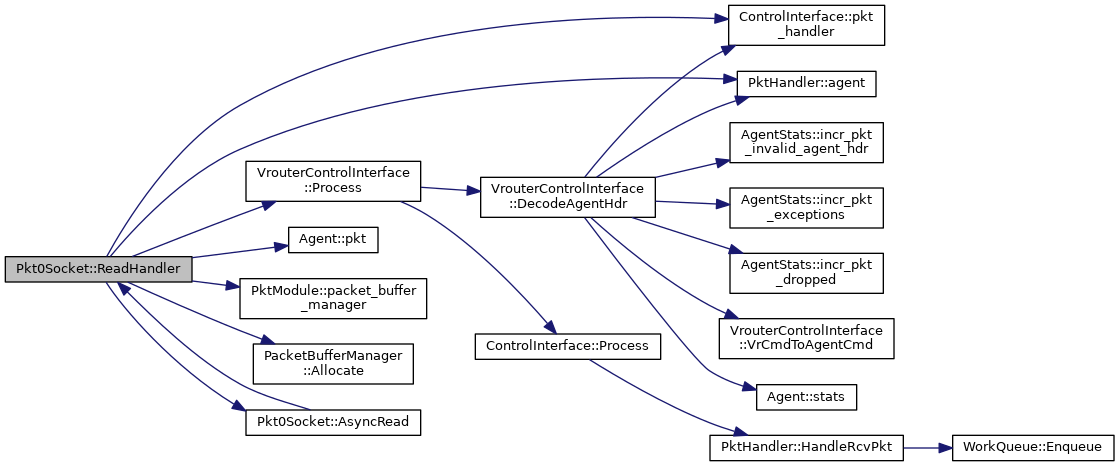 ControlInterface::pkt
_handler
PktHandler::agent
AgentStats::incr_pkt
_invalid_agent_hdr
VrouterControlInterface
::Process
VrouterControlInterface
::DecodeAgentHdr
AgentStats::incr_pkt
_exceptions
Agent::pkt
Pkt0Socket::ReadHandler
AgentStats::incr_pkt
_dropped
PktModule::packet_buffer
_manager
VrouterControlInterface
::VrCmdToAgentCmd
ControlInterface::Process
PacketBufferManager
::Allocate
Agent::stats
Pkt0Socket::AsyncRead
PktHandler::HandleRcvPkt
WorkQueue::Enqueue